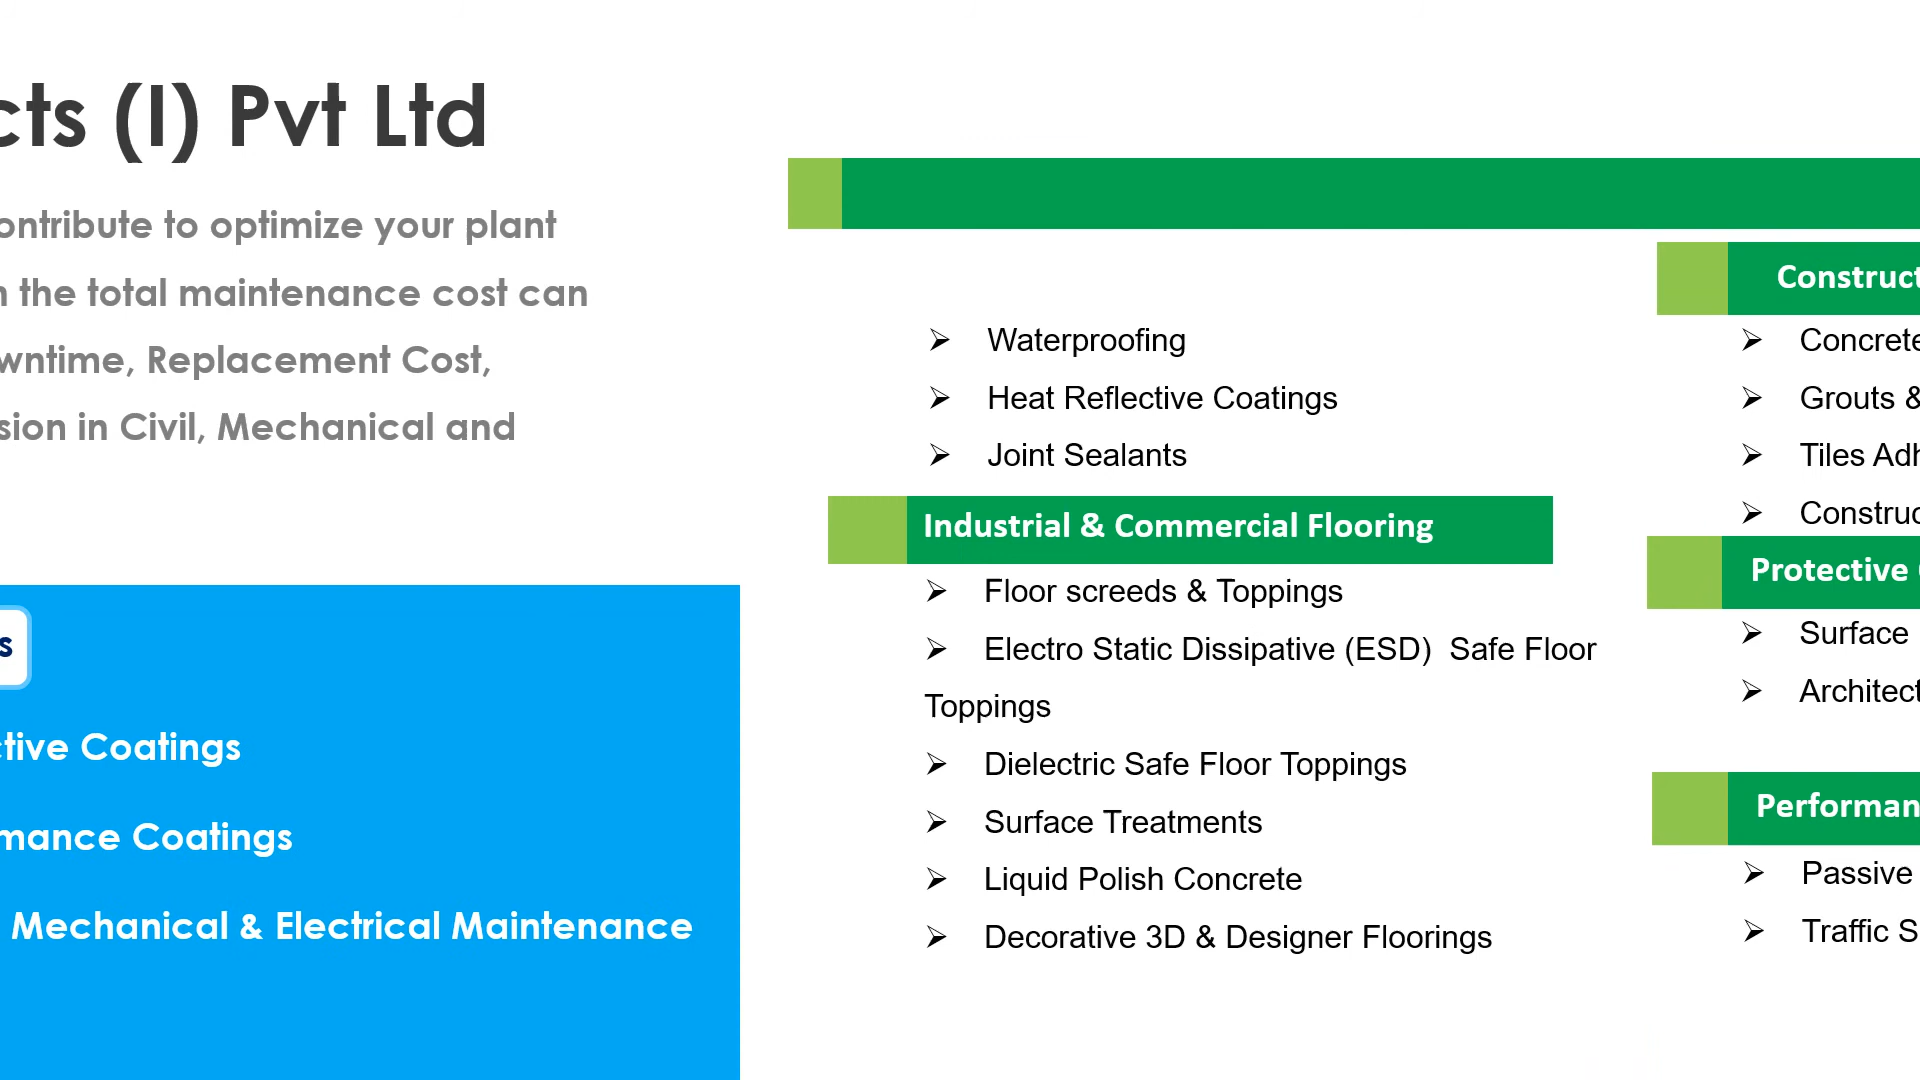 cts (I) Pvt Ltd
ontribute to optimize your plant
the total maintenance cost can
wntime, Replacement Cost,
sion in Civil, Mechanical and
s
ctive Coatings
mance Coatings
Mechanical & Electrical Maintenance
Waterproofing
Heat Reflective Coatings
Joint Sealants
Industrial & Commercial Flooring
Floor screeds & Toppings
Electro Static Dissipative (ESD)  Safe Floor
Toppings
Dielectric Safe Floor Toppings
Surface Treatments
Liquid Polish Concrete
Decorative 3D & Designer Floorings
Construct
Concrete
Grouts &
Tiles Adh
Construc
Protective
Surface
Architect
Performan
Passive
Traffic S